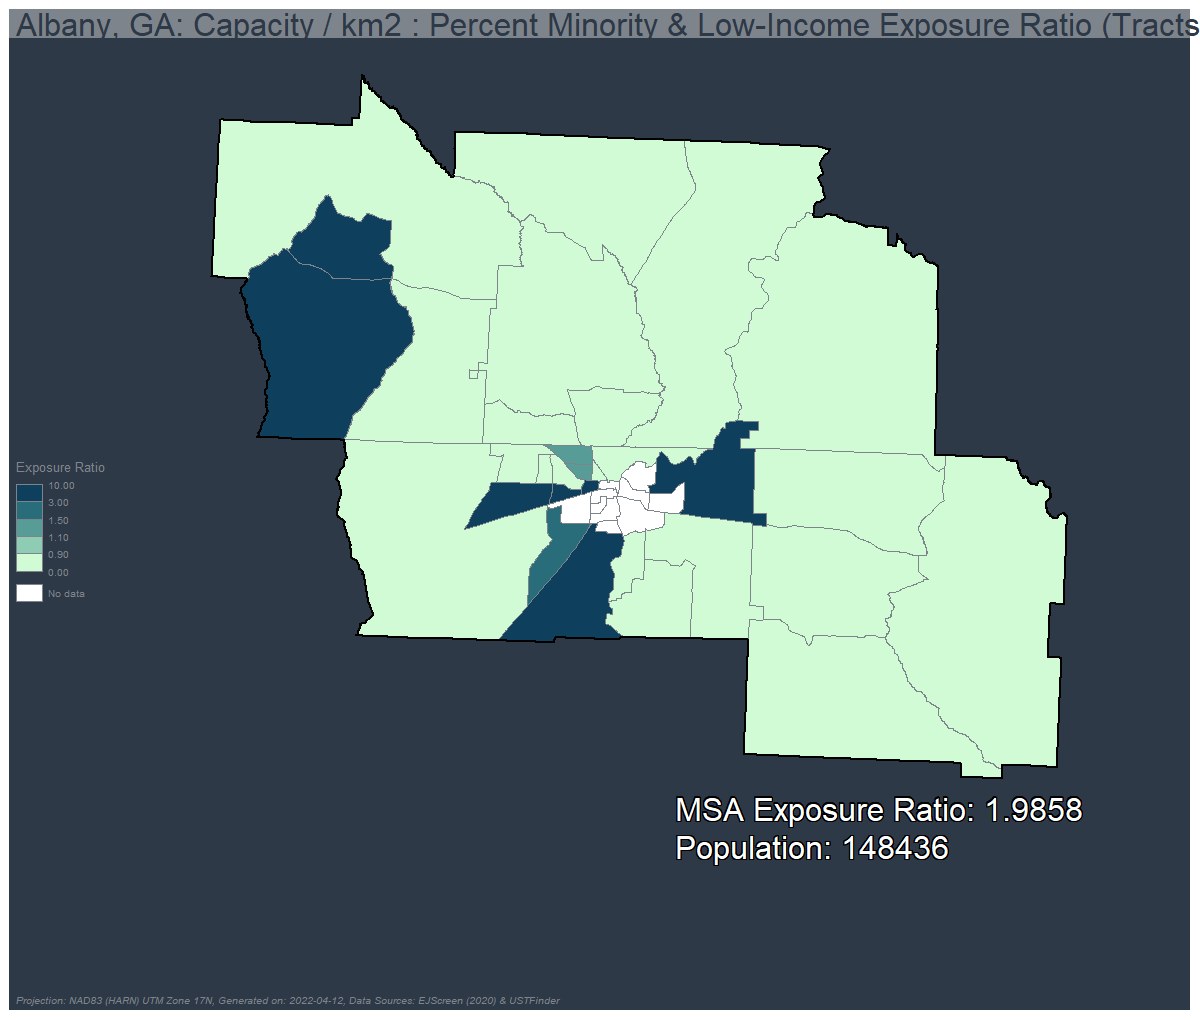 Albany, GA: Capacity / km2 : Percent Minority & Low-Income Exposure Ratio (Tracts
Exposure Ratio
10.00
3.00
1.50
1.10
0.90
0.00
No data
MSA Exposure Ratio: 1.9858
Population: 148436
Projection: NAD83 (HARN) UTM Zone 17N, Generated on: 2022-04-12, Data Sources: EJScreen (2020) & USTFinder